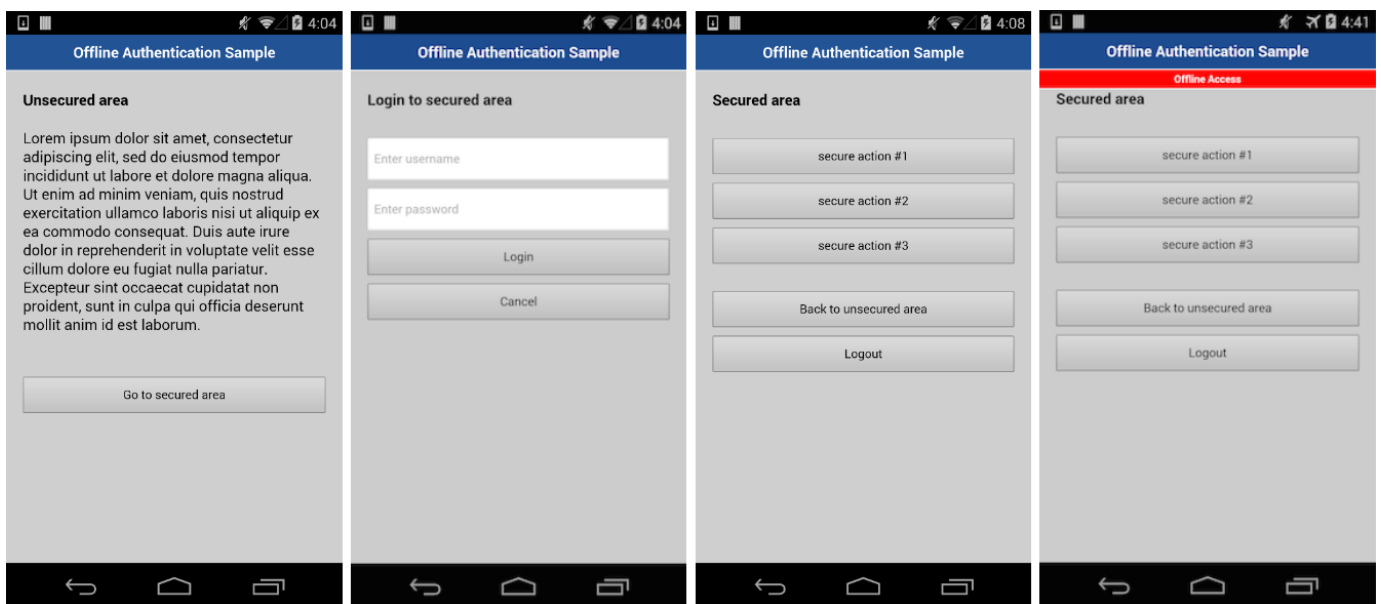 4:04
Offline Authentication Sample
Unsecured area
Lorem ipsum dolor sit amet, consectetur
adipiscing elit, sed do eiusmod tempor
incididunt ut labore et dolore magna aliqua.
Ut enim ad minim veniam, quis nostrud
exercitation ullamco laboris nisi ut aliquip ex
ea commodo consequat. Duis aute irure
dolor in reprehenderit in voluptate velit esse
cillum dolore eu fugiat nulla pariatur.
Excepteur sint occaecat cupidatat non
proident, sunt in culpa qui officia deserunt
mollit anim id est laborum.
Go to secured area
4:04
Offline Authentication Sample
Login to secured area
Enter username
Enter password
Login
Cancel
4:08
Offline Authentication Sample
Secured area
secure action #1
secure action #2
secure action #3
Back to unsecured area
Logout
4:41
Offline Authentication Sample
Offline Access
Secured area
secure action #1
secure action #2
secure action #3
Back to unsecured area
Logout